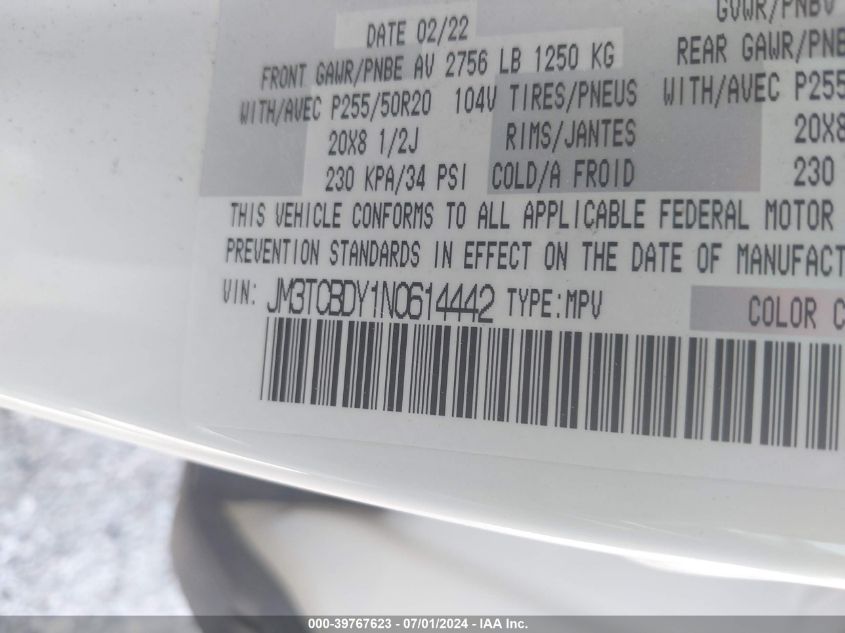 GVWR/PNBV
DATE 02/22
FRONT GAWR/PNBE AV 2756 LB 1250 KG REAR GAWR/PNB
WITH/AVEC P255/50R20 104V TIRES/PNEUS WITH/AVEC P255
20X8 1/2J RIMS/JANTES 20X8
230 KPA/34 PSI COLD/A FROID 230
THIS VEHICLE CONFORMS TO ALL APPLICABLE FEDERAL MOTOR
PREVENTION STANDARDS IN EFFECT ON THE DATE OF MANUFACT
VIN: JM3TCBDY1N0614442 TYPE:MPV
COLOR C
000-39767623 - 07/01/2024 - IAA Inc.